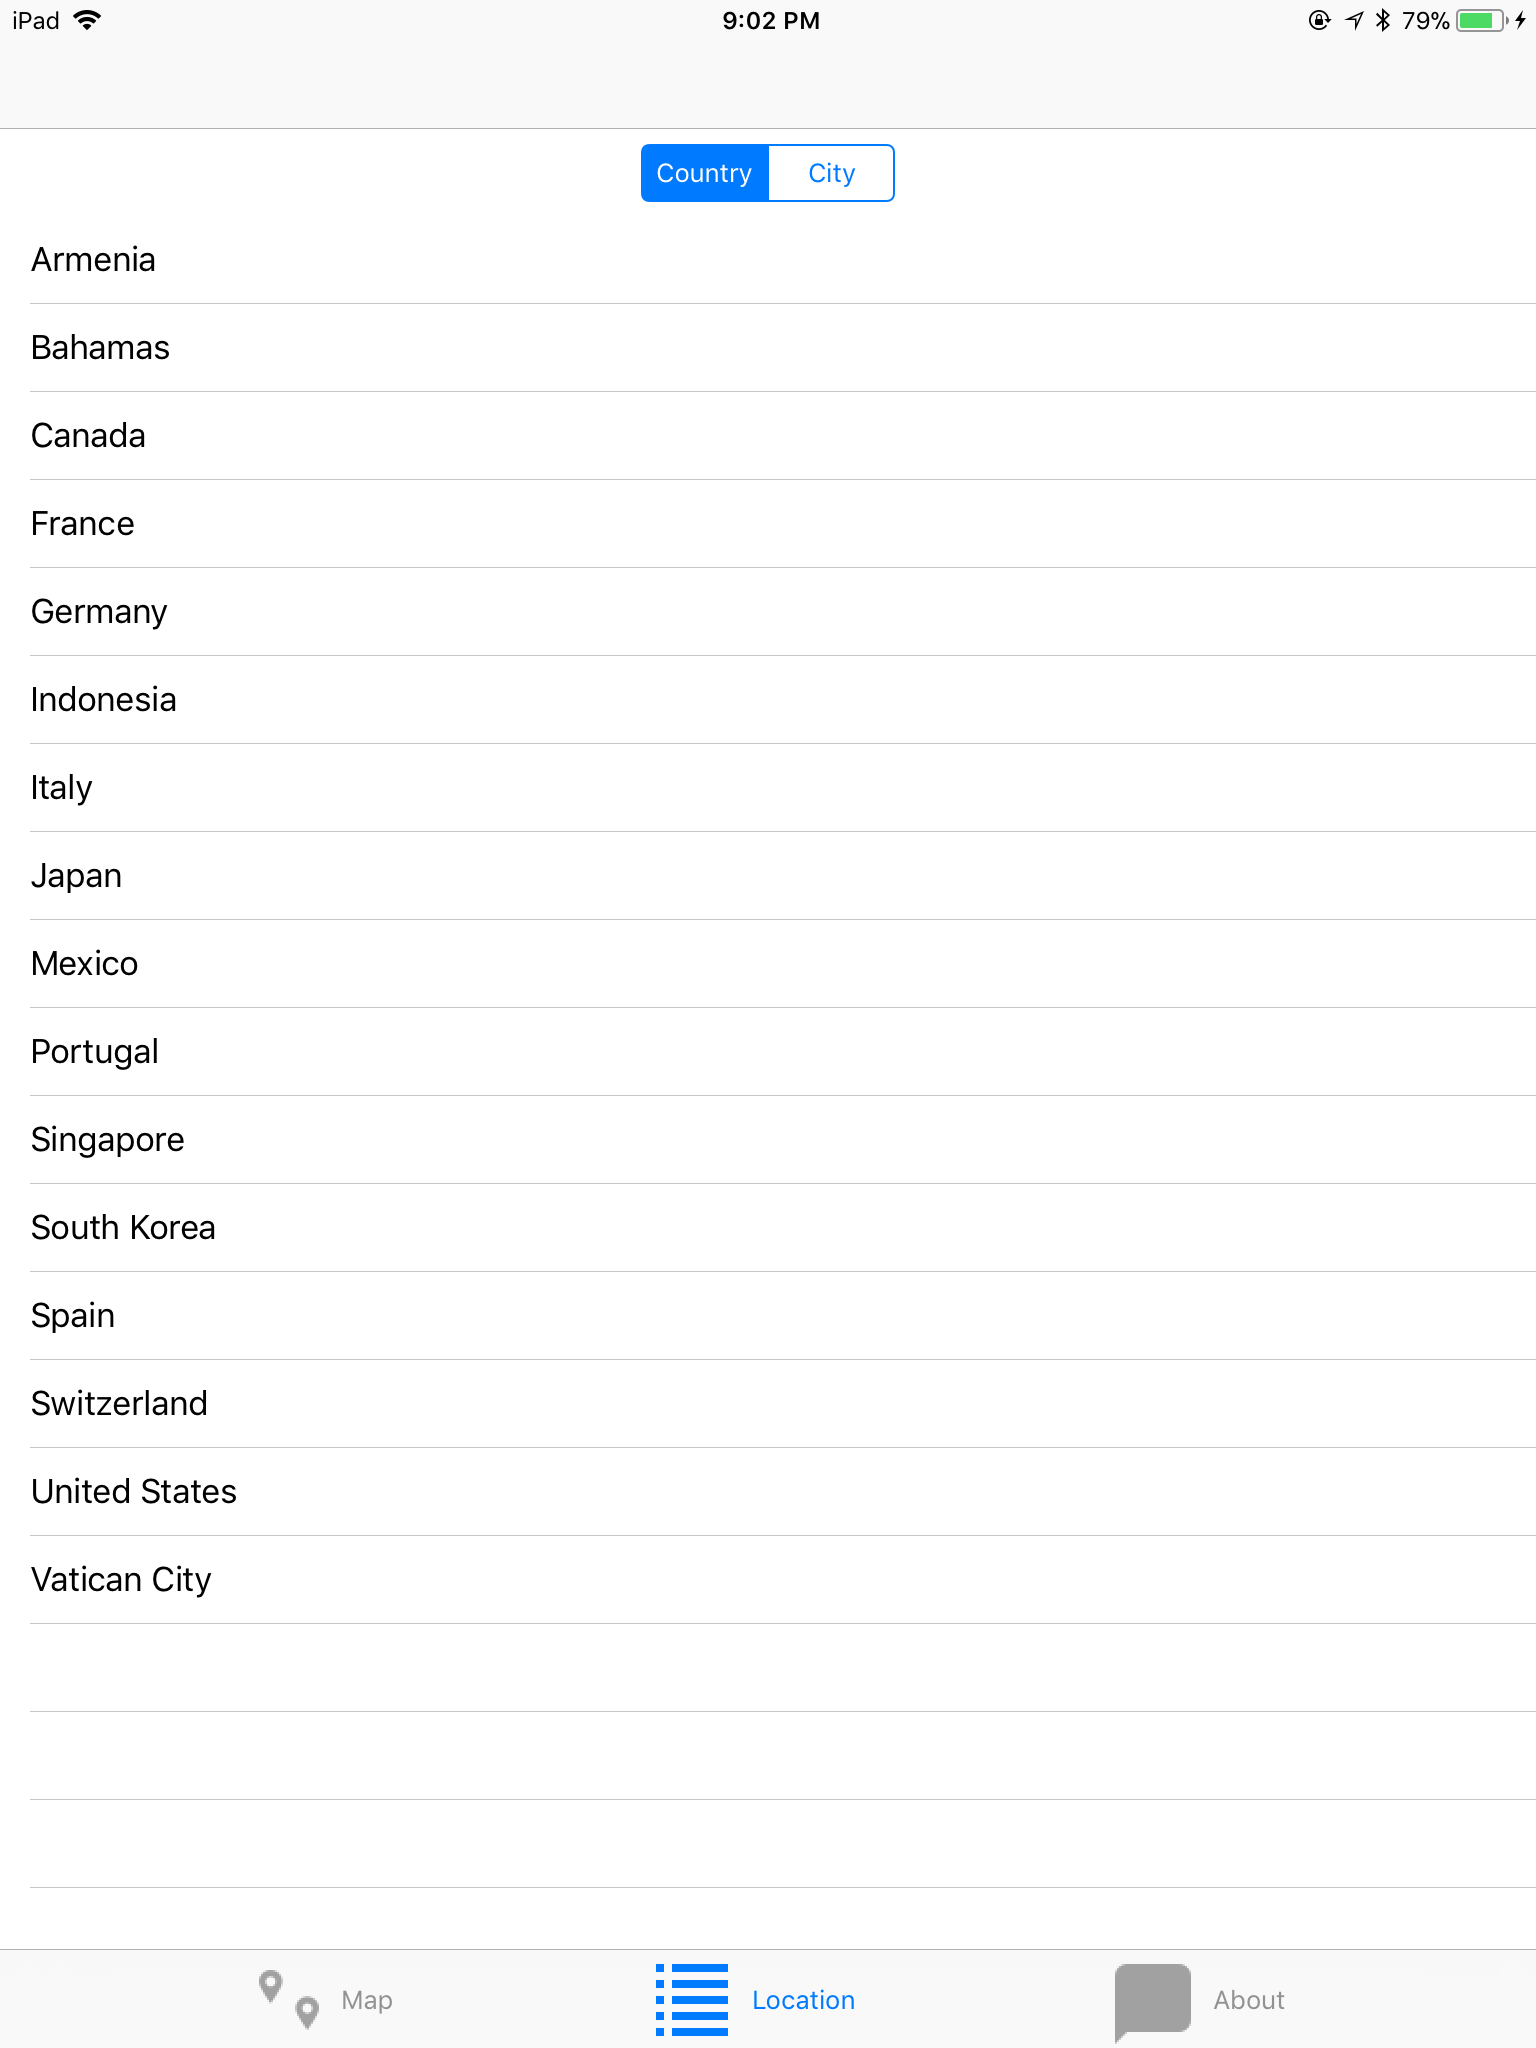 iPad 9:02 PM 79%
Country City
Armenia
Bahamas
Canada
France
Germany
Indonesia
Italy
Japan
Mexico
Portugal
Singapore
South Korea
Spain
Switzerland
United States
Vatican City
Map Location About